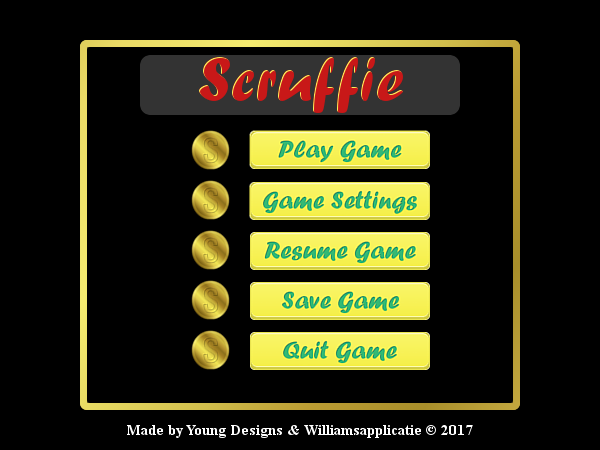 Scruffie
S Play Game
S Game Settings
S Resume Game
S Save Game
S Quit Game
Made by Young Designs & Williamsapplicatie © 2017